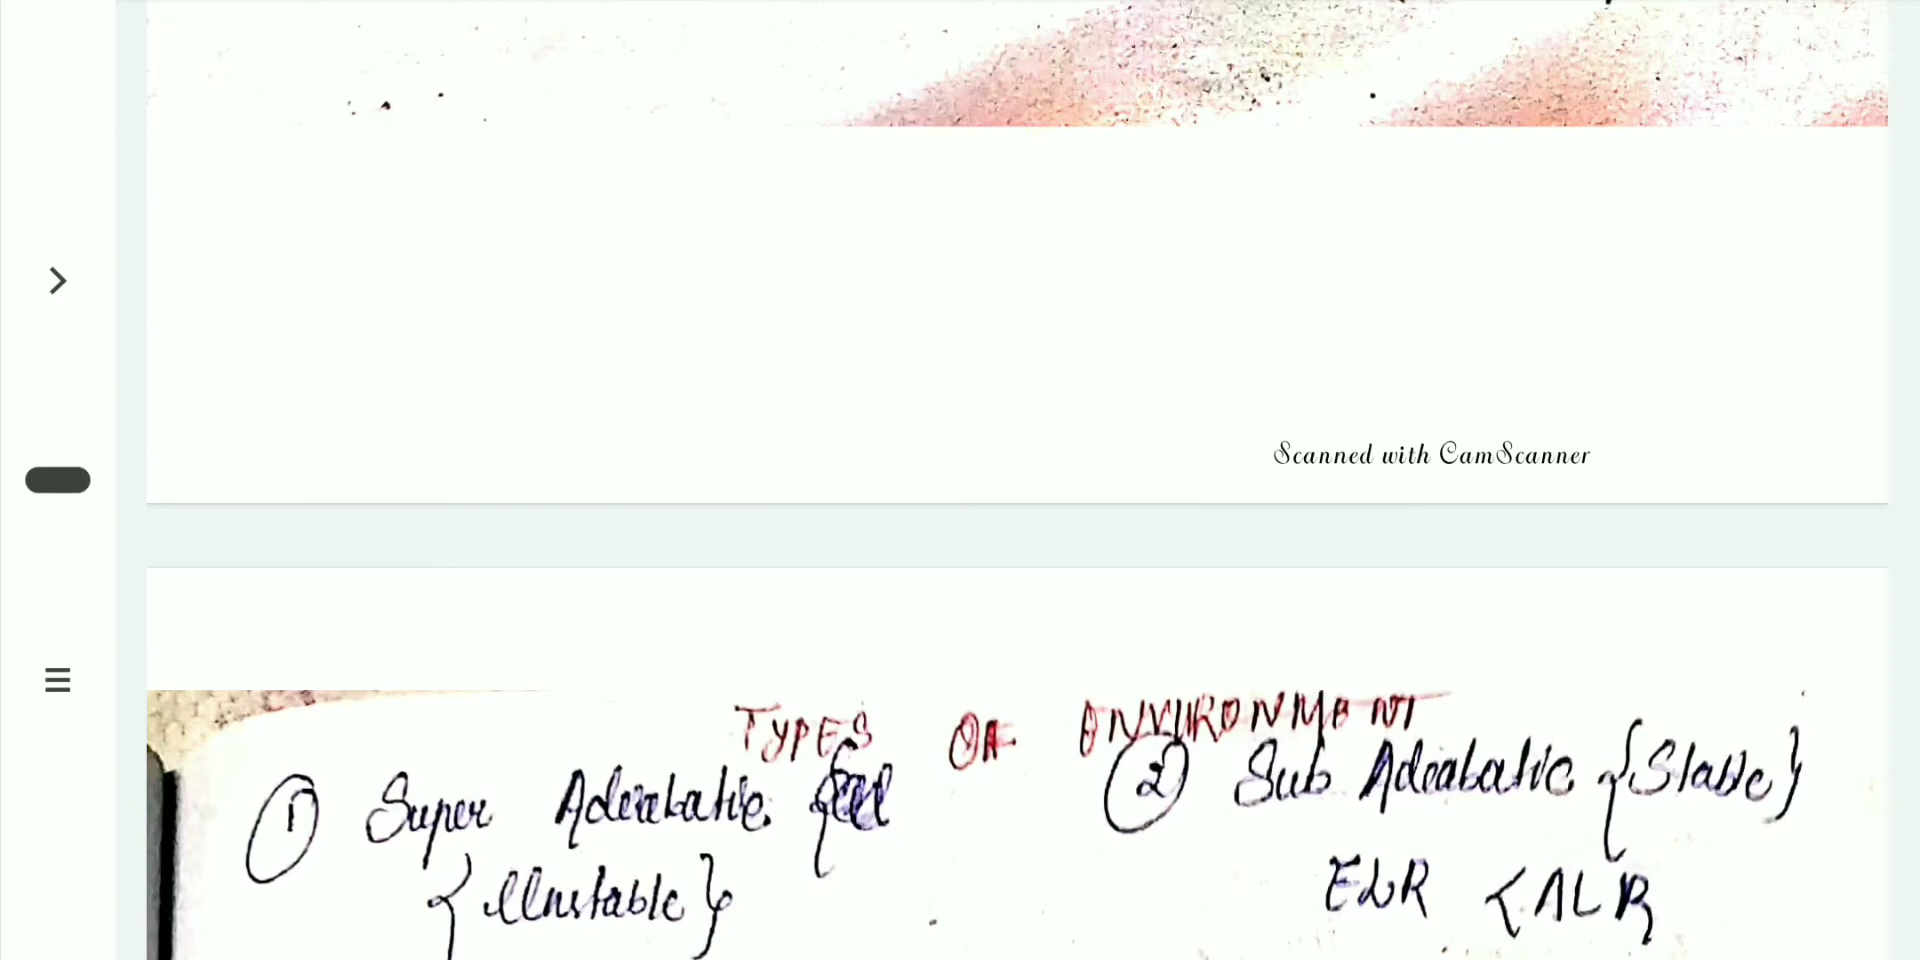 Scanned with CamScanner
TYPES OF ENVIRONMENT
① Super Adiabatic
{Unstable}
② Sub Adiabatic {Stable}
ELR < ALR